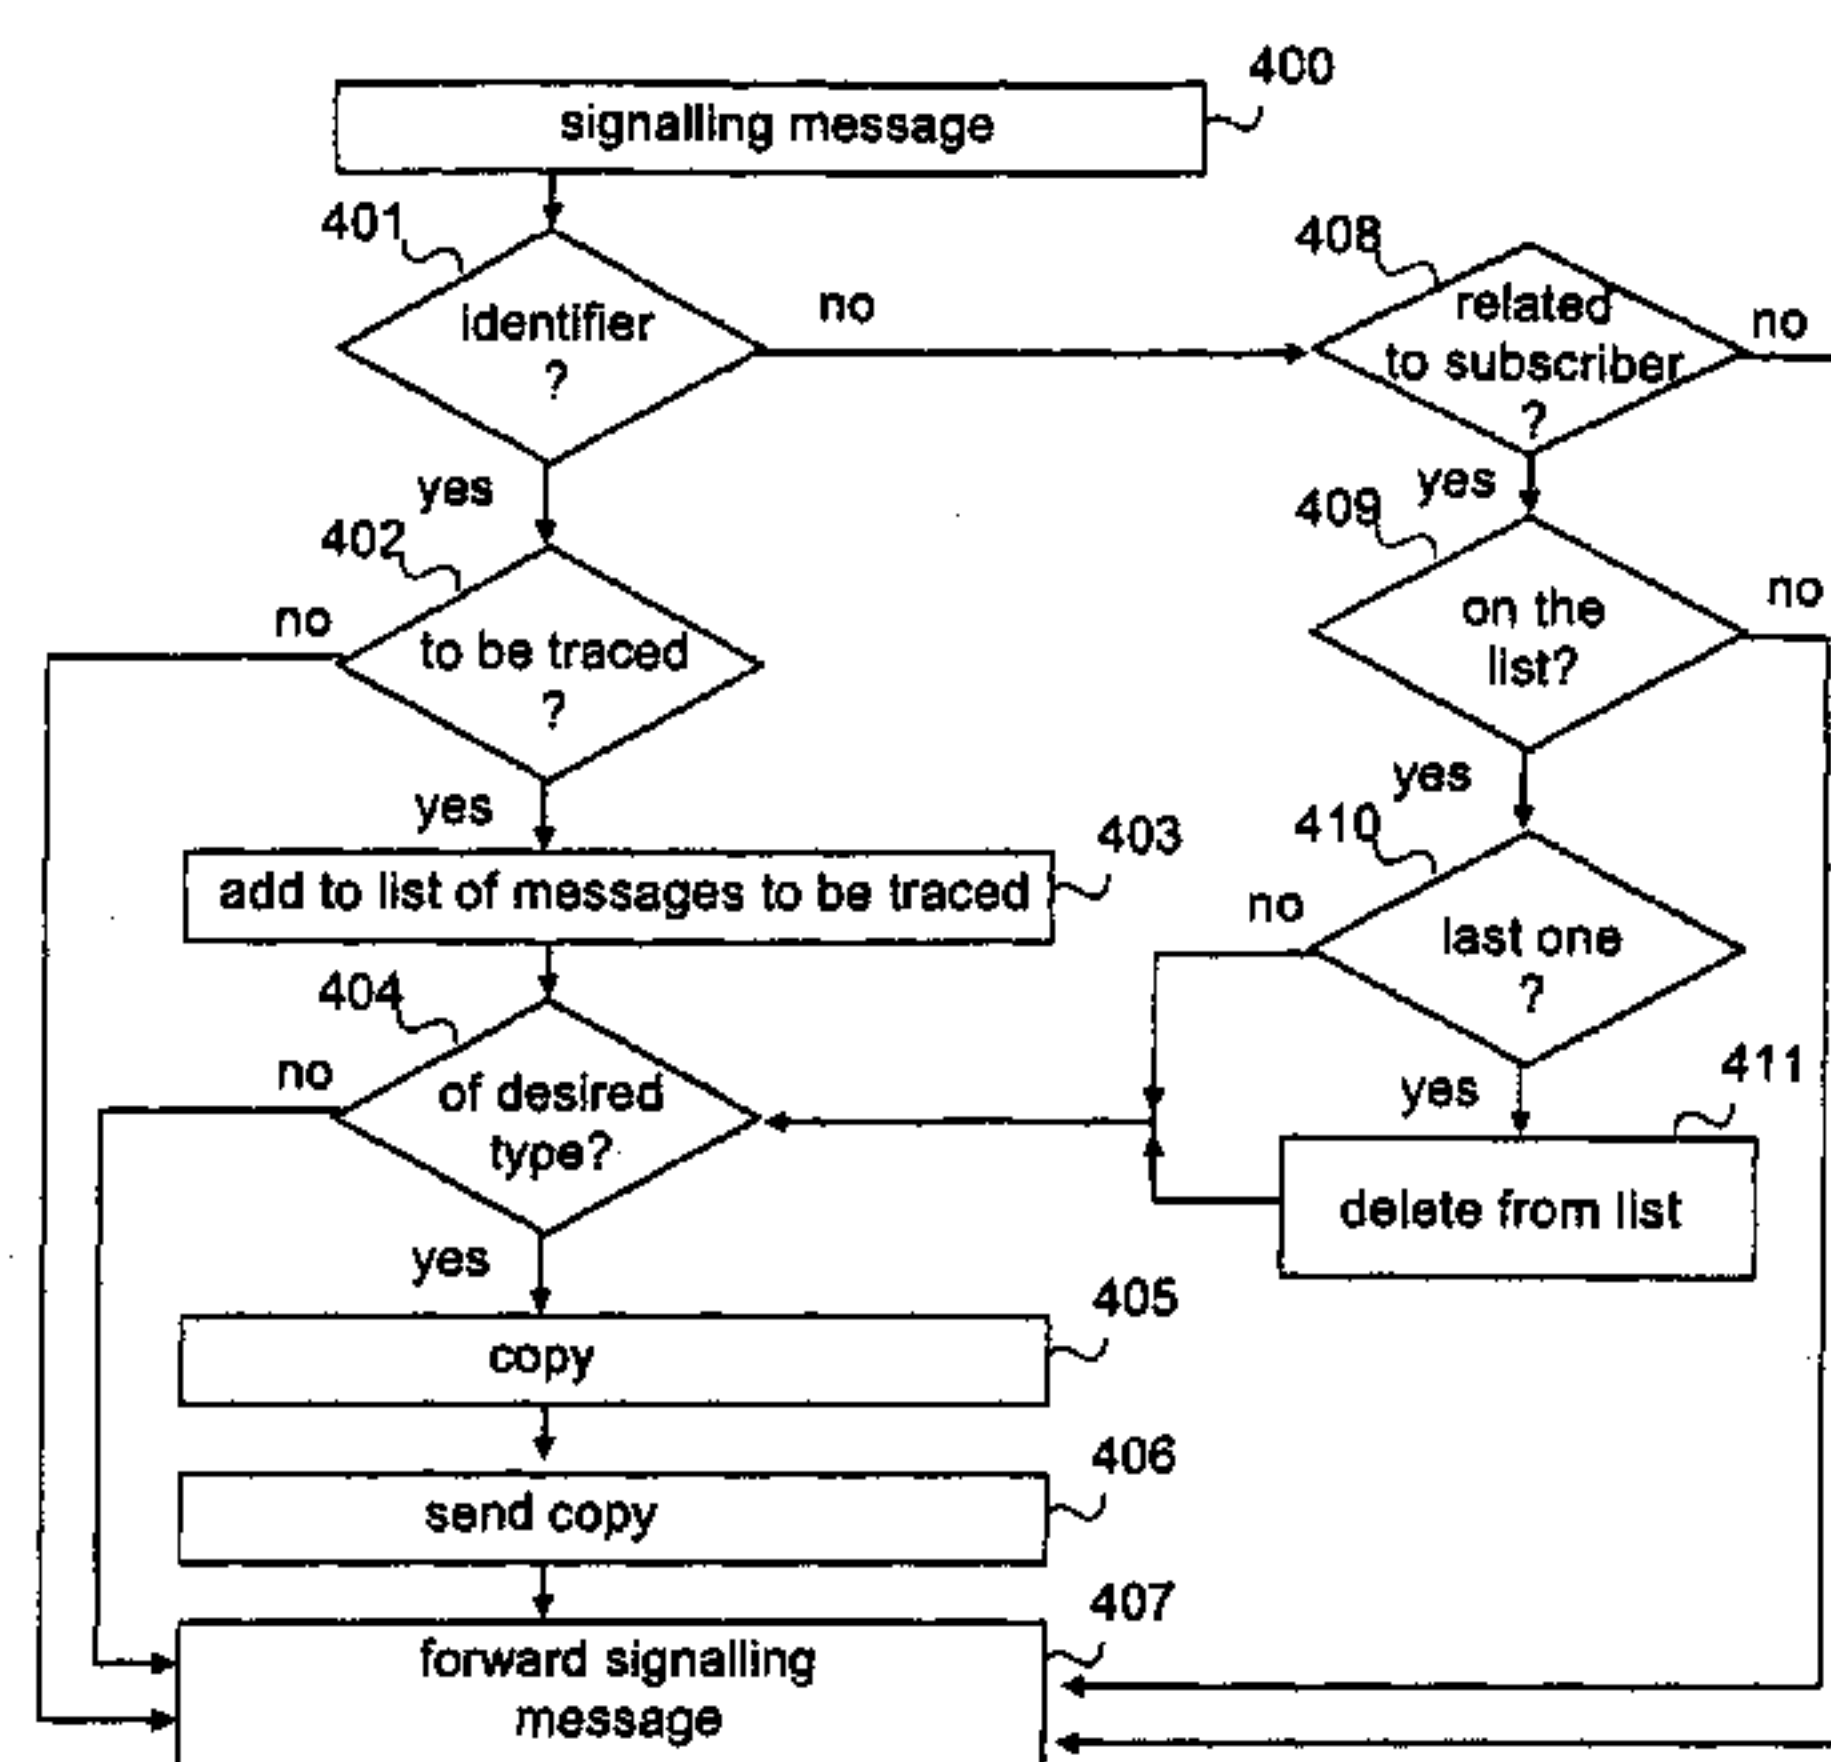 400
signalling message
401
identifier
?
no
yes
408
related
to subscriber
?
no
yes
402
to be traced
?
no
yes
409
on the
list?
no
yes
403
add to list of messages to be traced
410
last one
?
no
yes
404
of desired
type?
no
yes
411
delete from list
405
copy
406
send copy
407
forward signalling
message